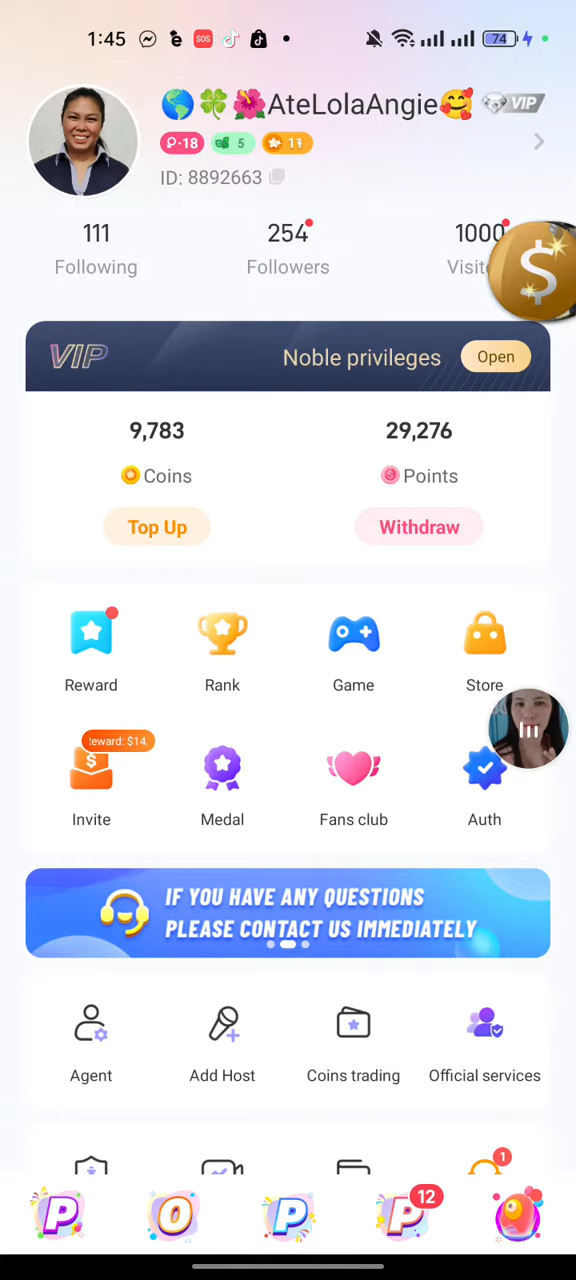 1:45 SOS 74
🌎🍀🌺AteLolaAngie🥰 VIP
18 5 11
ID: 8892663
111 254 1000
Following Followers Visit
VIP Noble privileges Open
9,783 29,276
Coins Points
Top Up Withdraw
Reward Rank Game Store
Reward: $14,
Invite Medal Fans club Auth
IF YOU HAVE ANY QUESTIONS
PLEASE CONTACT US IMMEDIATELY
Agent Add Host Coins trading Official services
1
P O P P 12